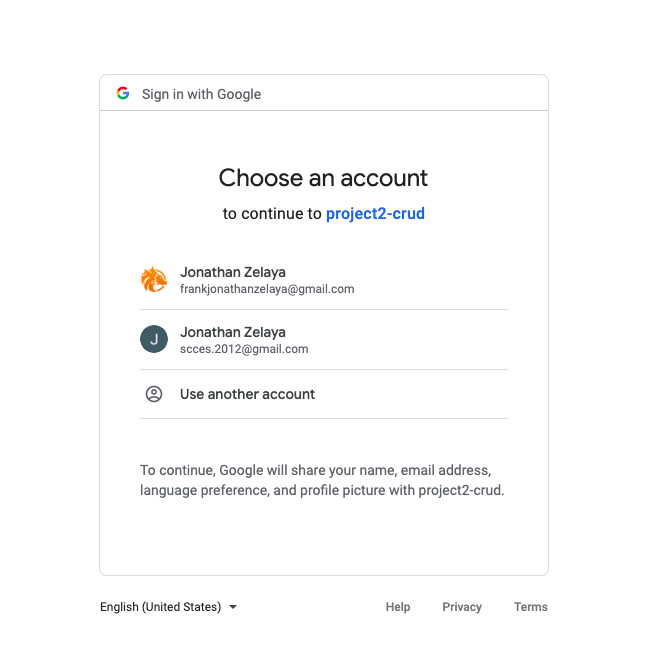 Sign in with Google
Choose an account
to continue to project2-crud
Jonathan Zelaya
frankjonathanzelaya@gmail.com
J
Jonathan Zelaya
scces.2012@gmail.com
Use another account
To continue, Google will share your name, email address,
language preference, and profile picture with project2-crud.
English (United States) Help Privacy Terms